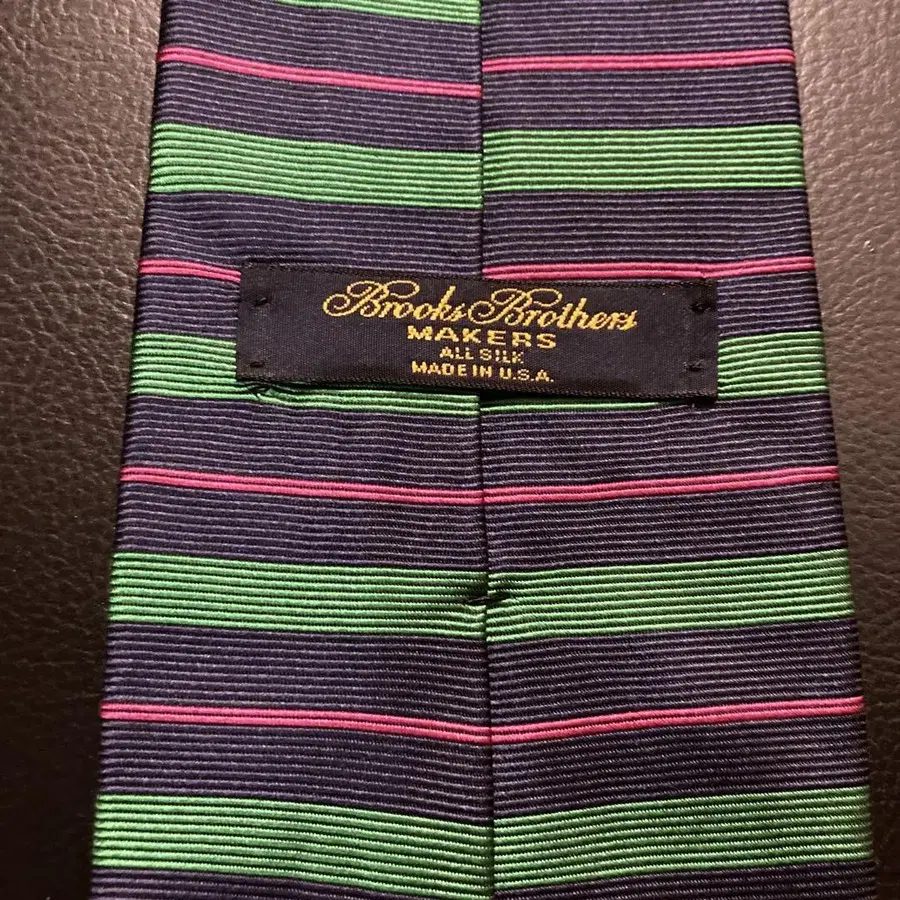 Brooks Brothers
MAKERS
ALL SILK
MADE IN U.S.A.